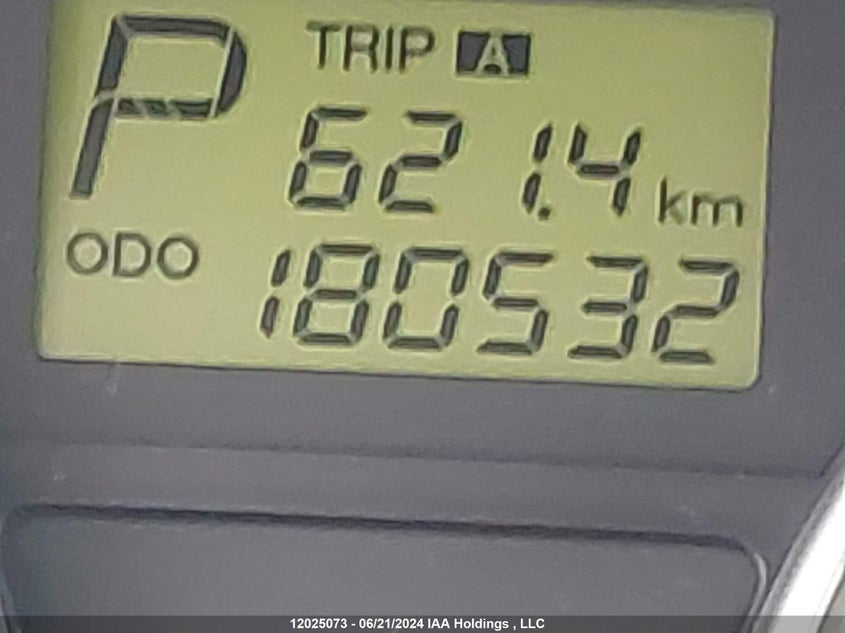 P
TRIP A
621.4 km
ODO
180532
12025073 - 06/21/2024 IAA Holdings , LLC